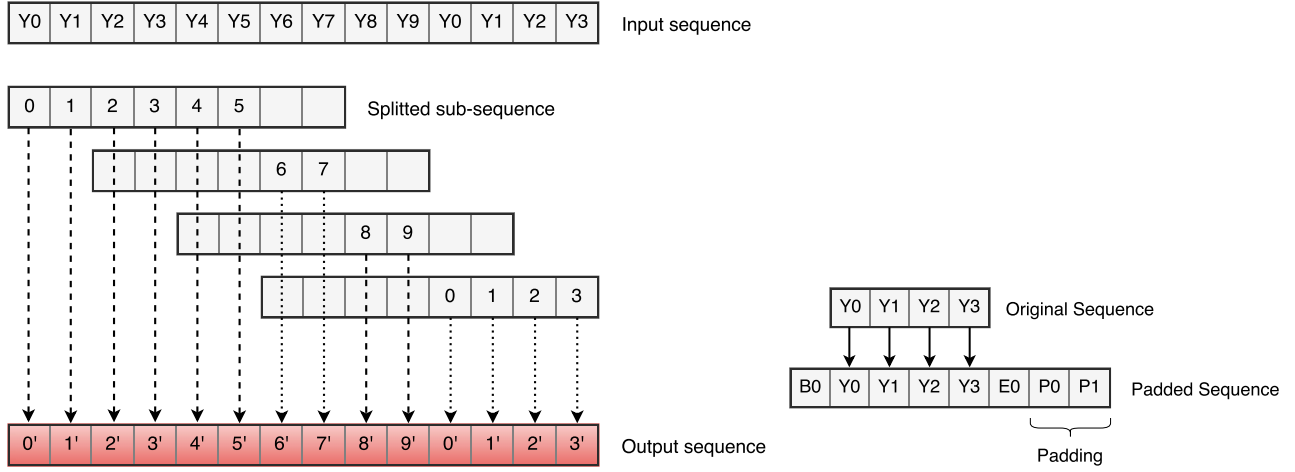 Y0 Y1 Y2 Y3 Y4 Y5 Y6 Y7 Y8 Y9 Y0 Y1 Y2 Y3 Input sequence
0 1 2 3 4 5 Splitted sub-sequence
6 7
8 9
0 1 2 3
0' 1' 2' 3' 4' 5' 6' 7' 8' 9' 0' 1' 2' 3' Output sequence
Y0 Y1 Y2 Y3 Original Sequence
B0 Y0 Y1 Y2 Y3 E0 P0 P1 Padded Sequence
Padding